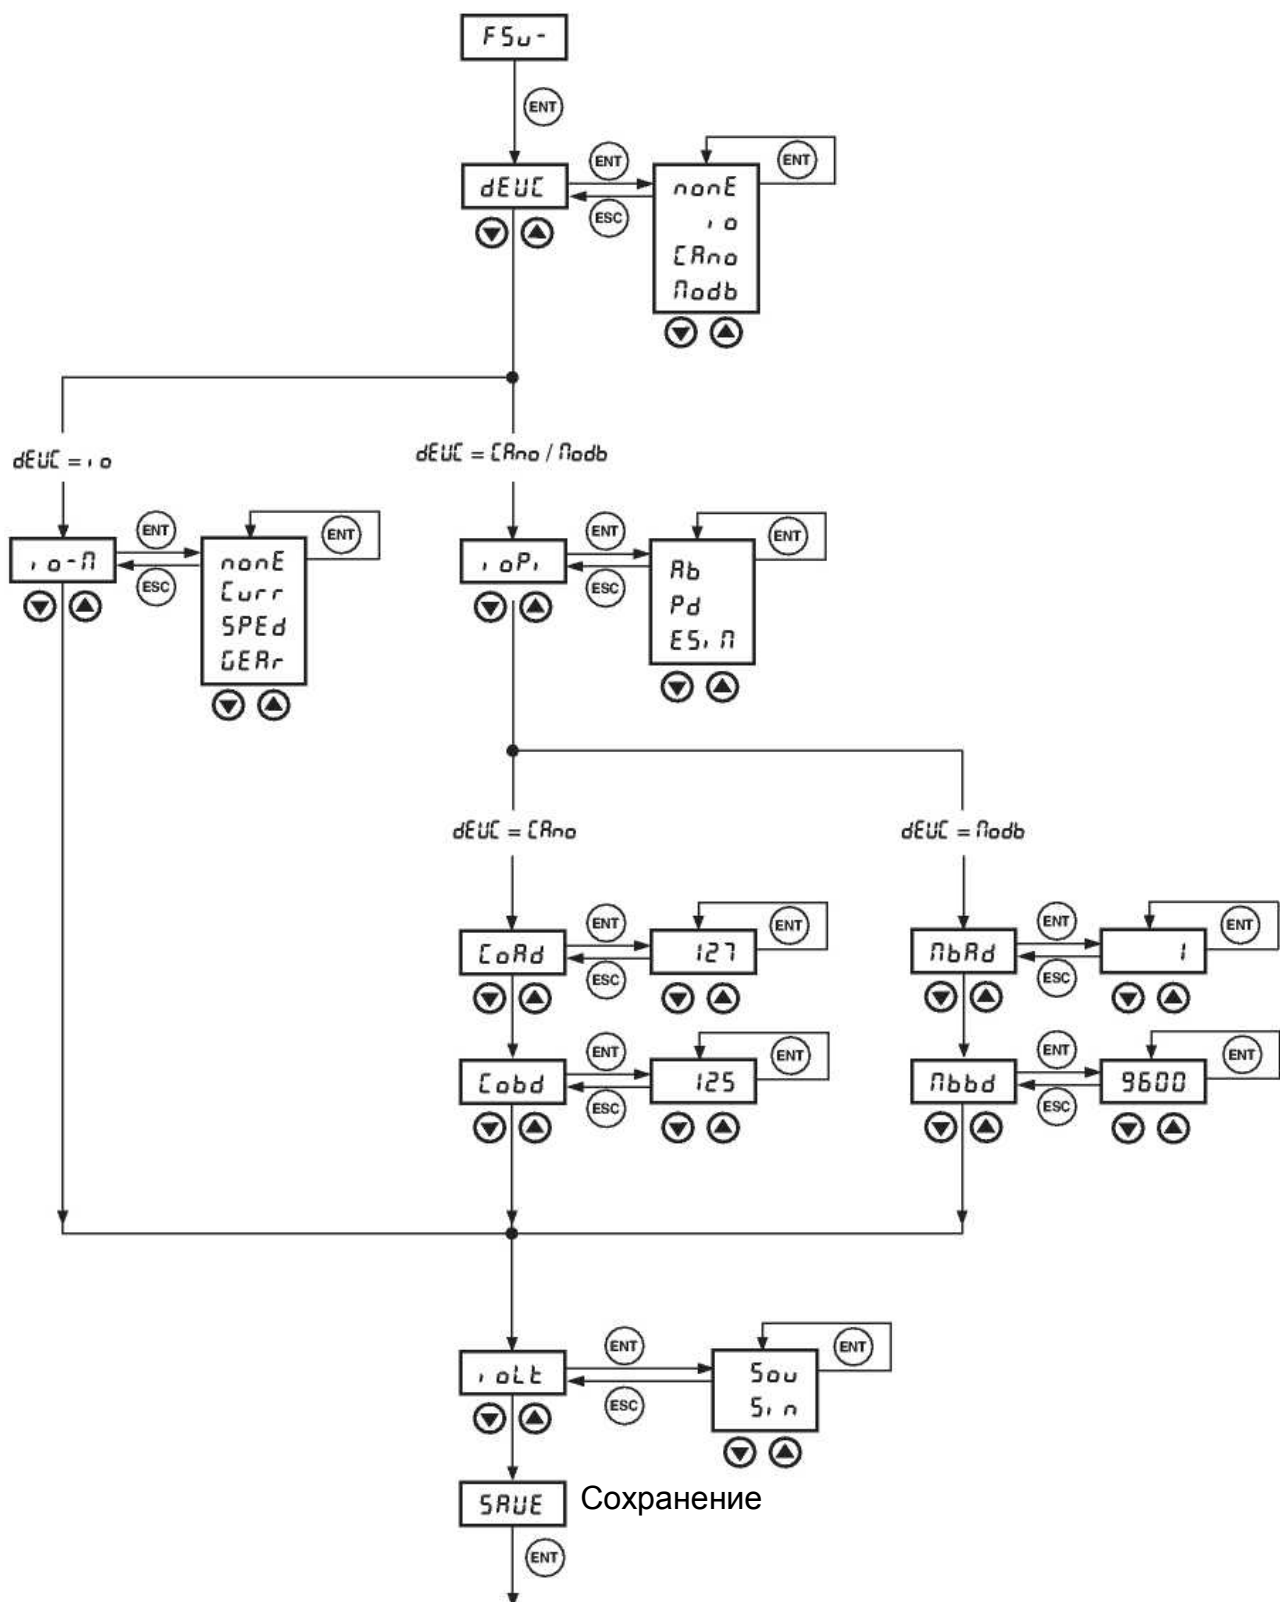 FSu-
ENT
dEUC
ENT
ESC
nonE
io
CAno
Modb
ENT
dEUC = io
dEUC = CAno / Modb
io-M
ENT
ESC
nonE
Curr
SPEd
GEAr
ENT
ioPi
ENT
ESC
Ab
Pd
ESiM
ENT
dEUC = CAno
dEUC = Modb
CoAd
ENT
ESC
127
ENT
MbAd
ENT
ESC
1
ENT
Cobd
ENT
ESC
125
ENT
Mbbd
ENT
ESC
9600
ENT
ioLt
ENT
ESC
Sou
Sin
ENT
SAUE Сохранение
ENT